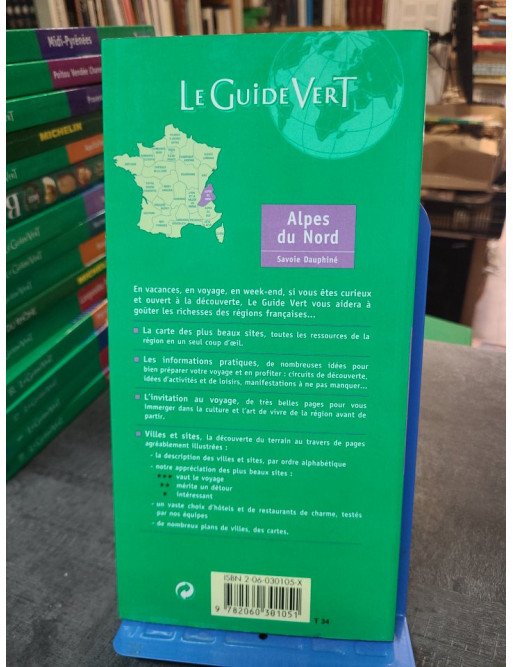 LE GUIDE VERT
Alpes
du Nord
Savoie Dauphiné
En vacances, en voyage, en week-end, si vous êtes curieux
et ouvert à la découverte, Le Guide Vert vous aidera à
goûter les richesses des régions françaises...
La carte des plus beaux sites, toutes les ressources de la
région en un seul coup d'œil.
Les informations pratiques, de nombreuses idées pour
bien préparer votre voyage et en profiter : circuits de découverte,
idées d'activités et de loisirs, manifestations à ne pas manquer...
L'invitation au voyage, de très belles pages pour vous
immerger dans la culture et l'art de vivre de la région avant de
partir.
Villes et sites, la découverte du terrain au travers de pages
agréablement illustrées :
- la description des villes et sites, par ordre alphabétique
- notre appréciation des plus beaux sites :
★★★ vaut le voyage
★★ mérite un détour
★ intéressant
- un vaste choix d'hôtels et de restaurants de charme, testés
par nos équipes
- de nombreux plans de villes, des cartes.
ISBN 2-06-030105-X
9 782060 381051
T 34
Midi-Pyrénées
Poitou Vendée Charen
MICHELIN
LE GUIDE VERT